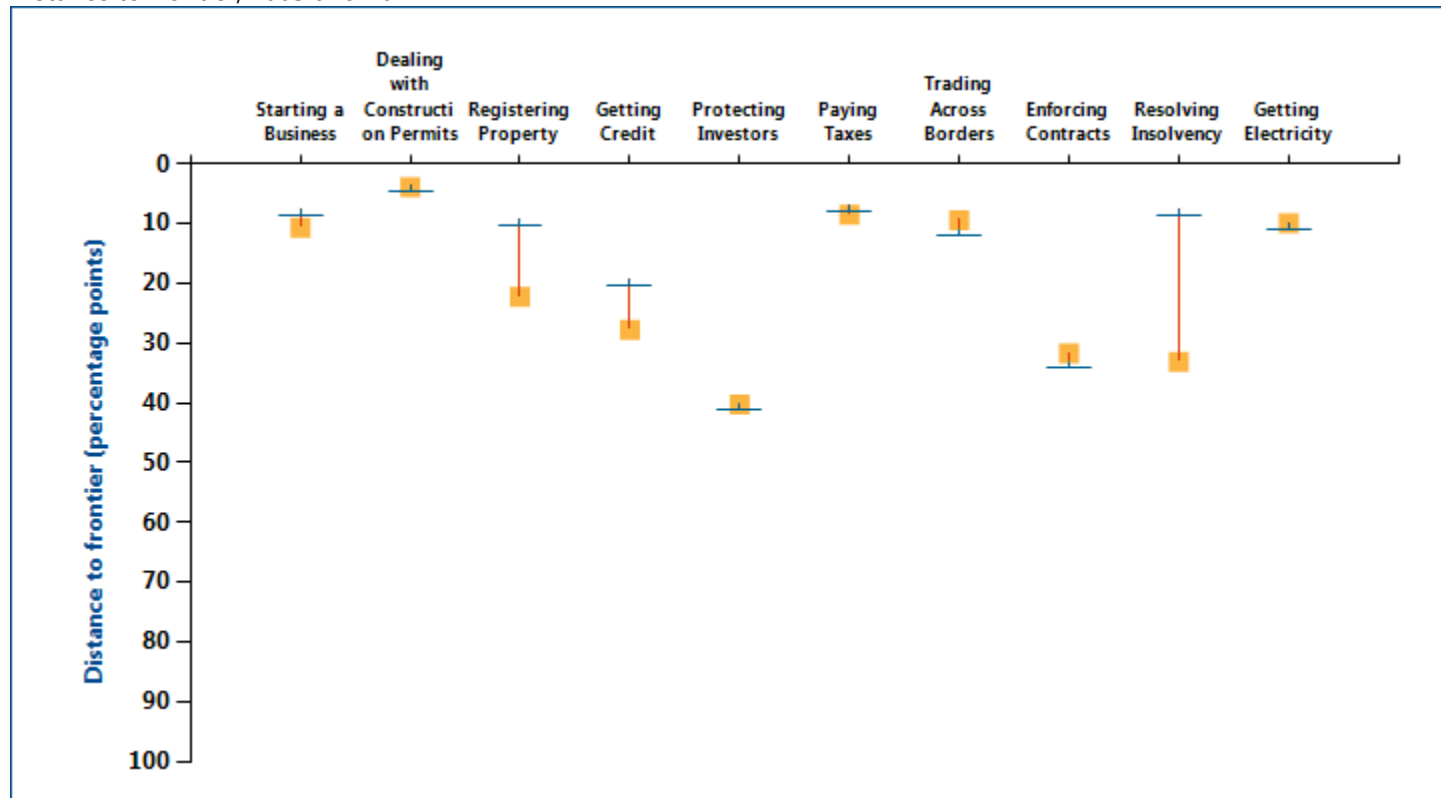 Dealing
with
Trading
Starting a
Constructi
Registering
Getting
Protecting
Paying
Across
Enforcing
Resolving
Getting
Business
on Permits
Property
Credit
Investors
Taxes
Borders
Contracts
Insolvency
Electricity
0
10
20
30
40
50
60
70
80
90
100
Distance to frontier (percentage points)